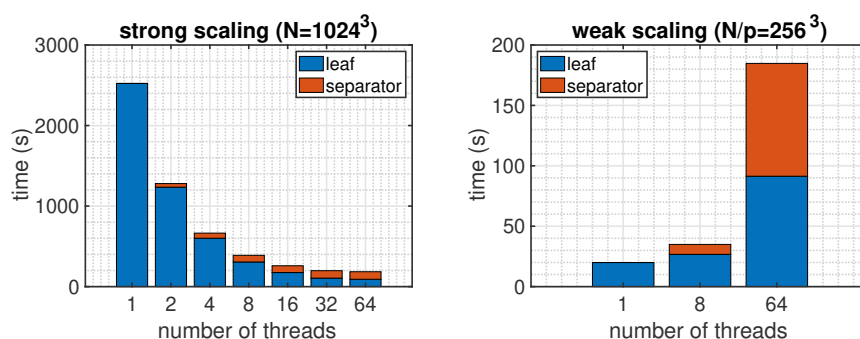 strong scaling (N=1024³)
3000
2000
1000
0
time (s)
leaf
separator
1 2 4 8 16 32 64
number of threads
weak scaling (N/p=256³)
200
150
100
50
0
time (s)
leaf
separator
1 8 64
number of threads